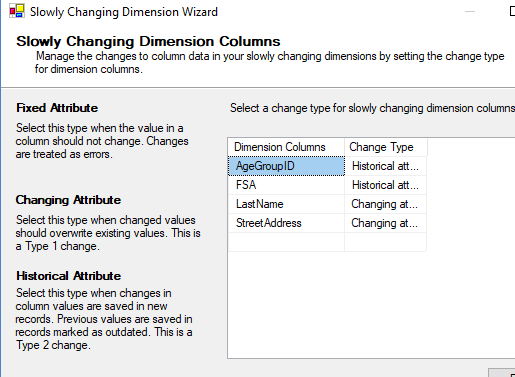 Slowly Changing Dimension Wizard
Slowly Changing Dimension Columns
Manage the changes to column data in your slowly changing dimensions by setting the change type
for dimension columns.
Fixed Attribute
Select this type when the value in a
column should not change. Changes
are treated as errors.
Changing Attribute
Select this type when changed values
should overwrite existing values. This is
a Type 1 change.
Historical Attribute
Select this type when changes in
column values are saved in new
records. Previous values are saved in
records marked as outdated. This is a
Type 2 change.
Select a change type for slowly changing dimension columns
Dimension Columns Change Type
AgeGroupID Historical att...
FSA Historical att...
LastName Changing at...
StreetAddress Changing at...